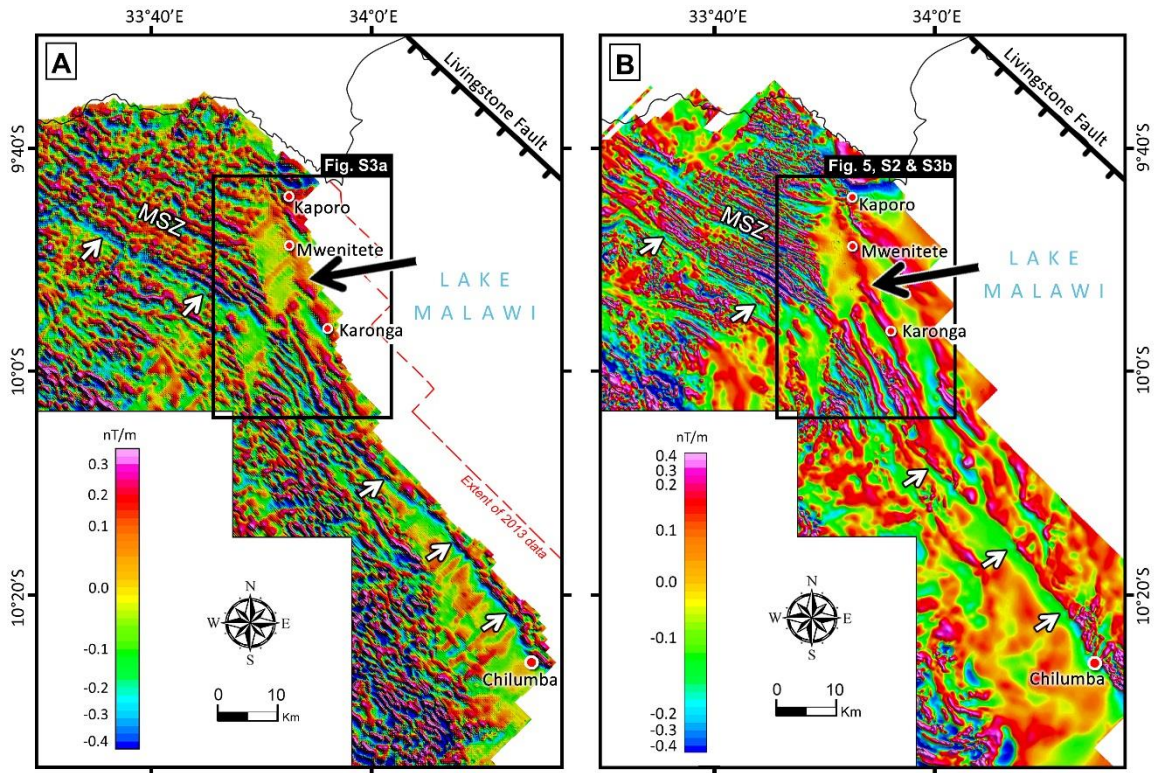 33°40'E
34°0'E
33°40'E
34°0'E
A
B
Livingstone Fault
Livingstone Fault
9°40'S
9°40'S
Fig. S3a
Fig. 5, S2 & S3b
Kaporo
Kaporo
MSZ
MSZ
Mwenitete
Mwenitete
LAKE
MALAWI
LAKE
MALAWI
Karonga
Karonga
10°0'S
10°0'S
nT/m
0.3
0.2
0.1
0.0
-0.1
-0.2
-0.3
-0.4
nT/m
0.4
0.3
0.2
0.1
0.0
-0.1
-0.2
-0.3
-0.4
Extent of 2013 data
10°20'S
10°20'S
N
W E
S
N
W E
S
Chilumba
Chilumba
0 10
Km
0 10
Km